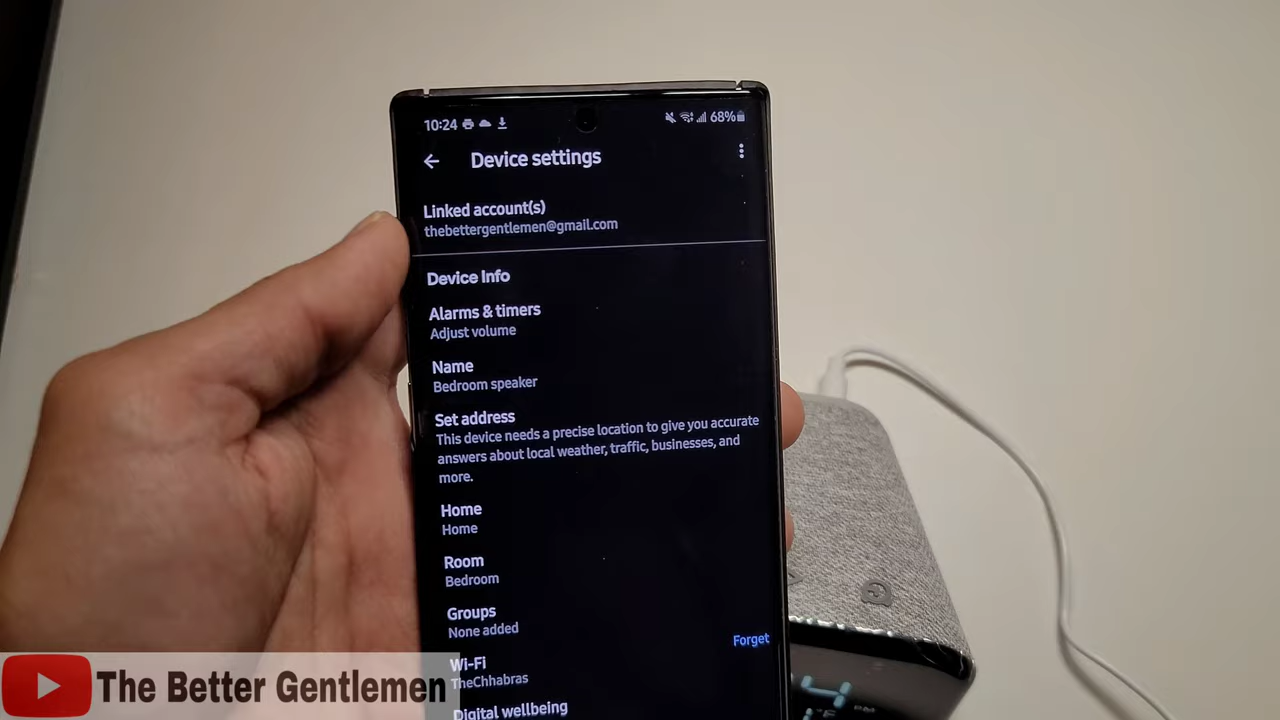 10:24
68%
Device settings
Linked account(s)
thebettergentlemen@gmail.com
Device Info
Alarms & timers
Adjust volume
Name
Bedroom speaker
Set address
This device needs a precise location to give you accurate
answers about local weather, traffic, businesses, and
more.
Home
Home
Room
Bedroom
Groups
None added
Forget
Wi-Fi
TheChhabras
Digital wellbeing
The Better Gentlemen